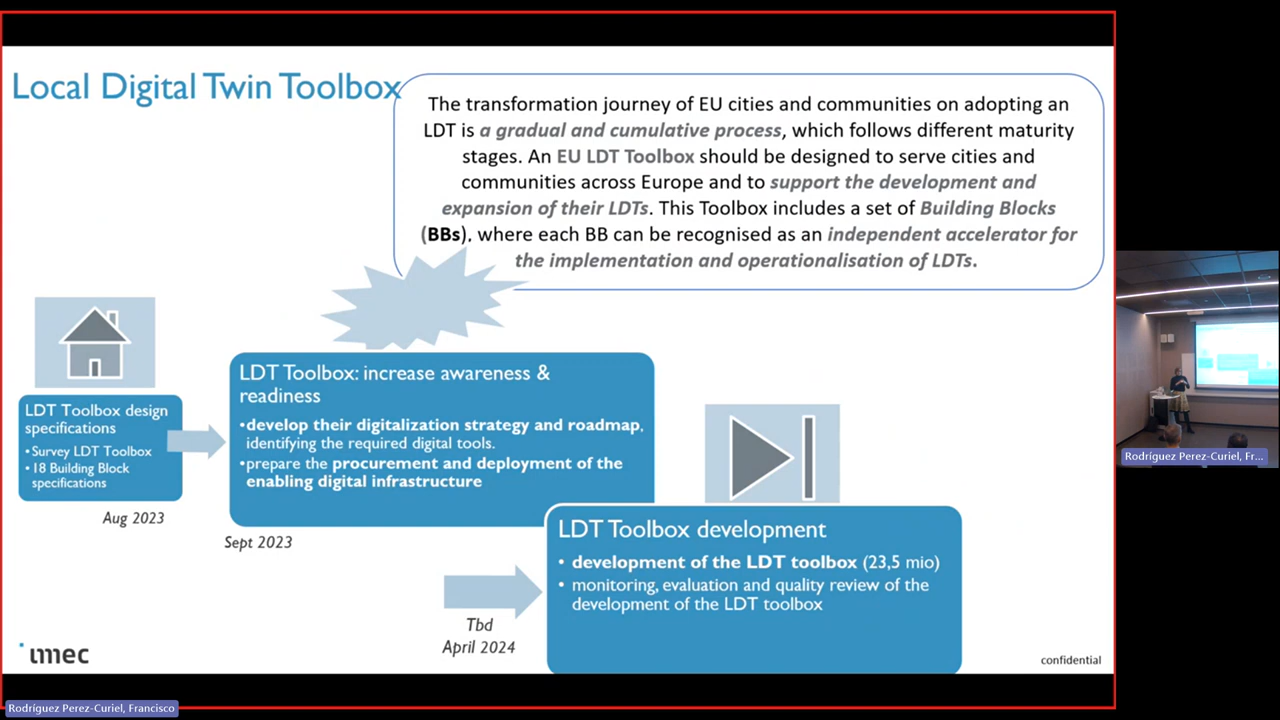 Local Digital Twin Toolbox
The transformation journey of EU cities and communities on adopting an
LDT is a gradual and cumulative process, which follows different maturity
stages. An EU LDT Toolbox should be designed to serve cities and
communities across Europe and to support the development and
expansion of their LDTs. This Toolbox includes a set of Building Blocks
(BBs), where each BB can be recognised as an independent accelerator for
the implementation and operationalisation of LDTs.
LDT Toolbox design
specifications
•Survey LDT Toolbox
•18 Building Block
specifications
Aug 2023
LDT Toolbox: increase awareness &
readiness
•develop their digitalization strategy and roadmap,
identifying the required digital tools.
•prepare the procurement and deployment of the
enabling digital infrastructure
Sept 2023
LDT Toolbox development
• development of the LDT toolbox (23,5 mio)
• monitoring, evaluation and quality review of the
development of the LDT toolbox
Tbd
April 2024
imec
confidential
Rodríguez Perez-Curiel, Fr...
Rodríguez Perez-Curiel, Francisco